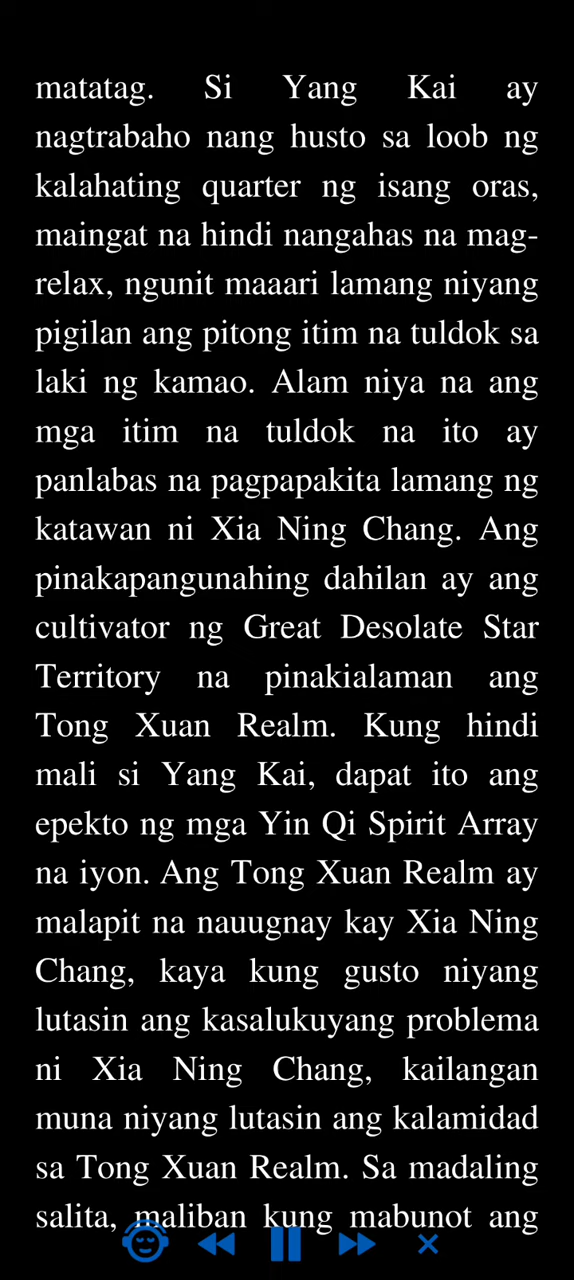 matatag. Si Yang Kai ay
nagtrabaho nang husto sa loob ng
kalahating quarter ng isang oras,
maingat na hindi nangahas na mag-
relax, ngunit maaari lamang niyang
pigilan ang pitong itim na tuldok sa
laki ng kamao. Alam niya na ang
mga itim na tuldok na ito ay
panlabas na pagpapakita lamang ng
katawan ni Xia Ning Chang. Ang
pinakapangunahing dahilan ay ang
cultivator ng Great Desolate Star
Territory na pinakialaman ang
Tong Xuan Realm. Kung hindi
mali si Yang Kai, dapat ito ang
epekto ng mga Yin Qi Spirit Array
na iyon. Ang Tong Xuan Realm ay
malapit na nauugnay kay Xia Ning
Chang, kaya kung gusto niyang
lutasin ang kasalukuyang problema
ni Xia Ning Chang, kailangan
muna niyang lutasin ang kalamidad
sa Tong Xuan Realm. Sa madaling
salita, maliban kung mabunot ang